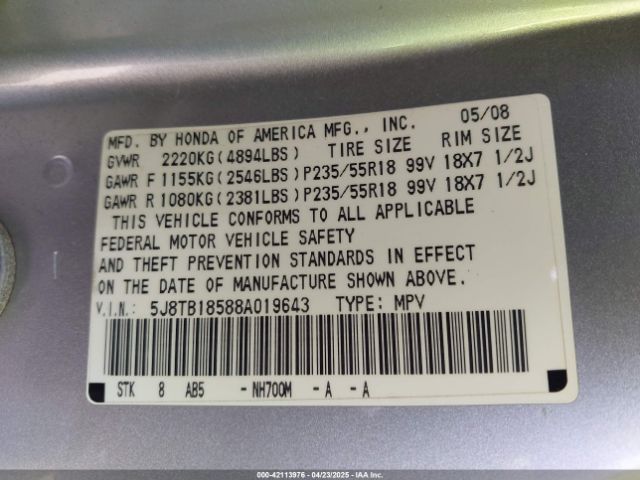 MFD. BY HONDA OF AMERICA MFG., INC. 05/08
GVWR 2220KG(4894LBS) TIRE SIZE RIM SIZE
GAWR F 1155KG(2546LBS)P235/55R18 99V 18X7 1/2J
GAWR R 1080KG(2381LBS)P235/55R18 99V 18X7 1/2J
THIS VEHICLE CONFORMS TO ALL APPLICABLE
FEDERAL MOTOR VEHICLE SAFETY
AND THEFT PREVENTION STANDARDS IN EFFECT
ON THE DATE OF MANUFACTURE SHOWN ABOVE.
V.I.N.: 5J8TB18588A019643 TYPE: MPV
STK 8 AB5 -NH700M -A -A
000-42113976 - 04/23/2025 - IAA Inc.